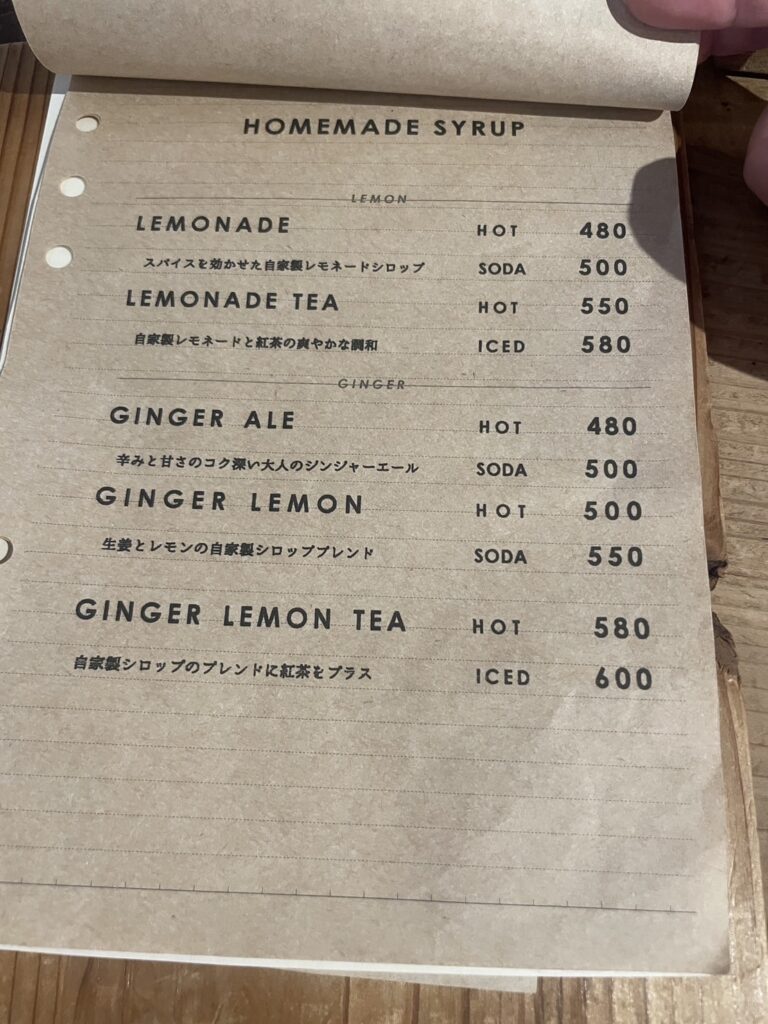 HOMEMADE SYRUP
LEMON
LEMONADE HOT 480
スパイスを効かせた自家製レモネードシロップ SODA 500
LEMONADE TEA HOT 550
自家製レモネードと紅茶の爽やかな調和 ICED 580
GINGER
GINGER ALE HOT 480
辛みと甘さのコク深い大人のジンジャーエール SODA 500
GINGER LEMON HOT 500
生姜とレモンの自家製シロップブレンド SODA 550
GINGER LEMON TEA HOT 580
自家製シロップのブレンドに紅茶をプラス ICED 600